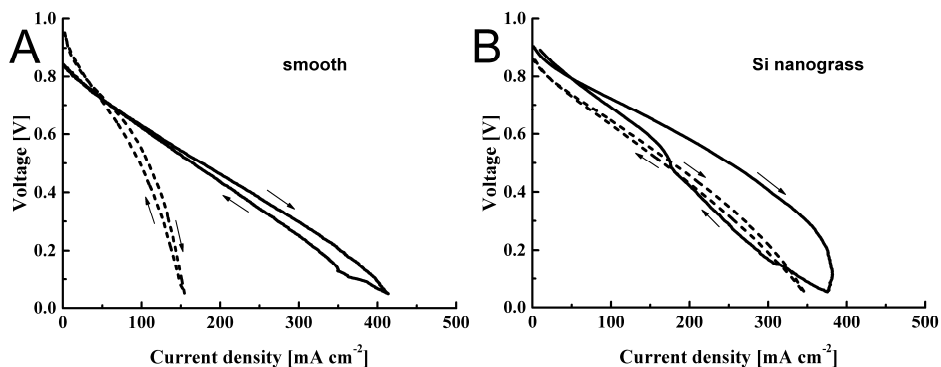 A
smooth
Voltage [V]
1.0
0.8
0.6
0.4
0.2
0.0
0 100 200 300 400 500
Current density [mA cm⁻²]
B
Si nanograss
Voltage [V]
1.0
0.8
0.6
0.4
0.2
0.0
0 100 200 300 400 500
Current density [mA cm⁻²]